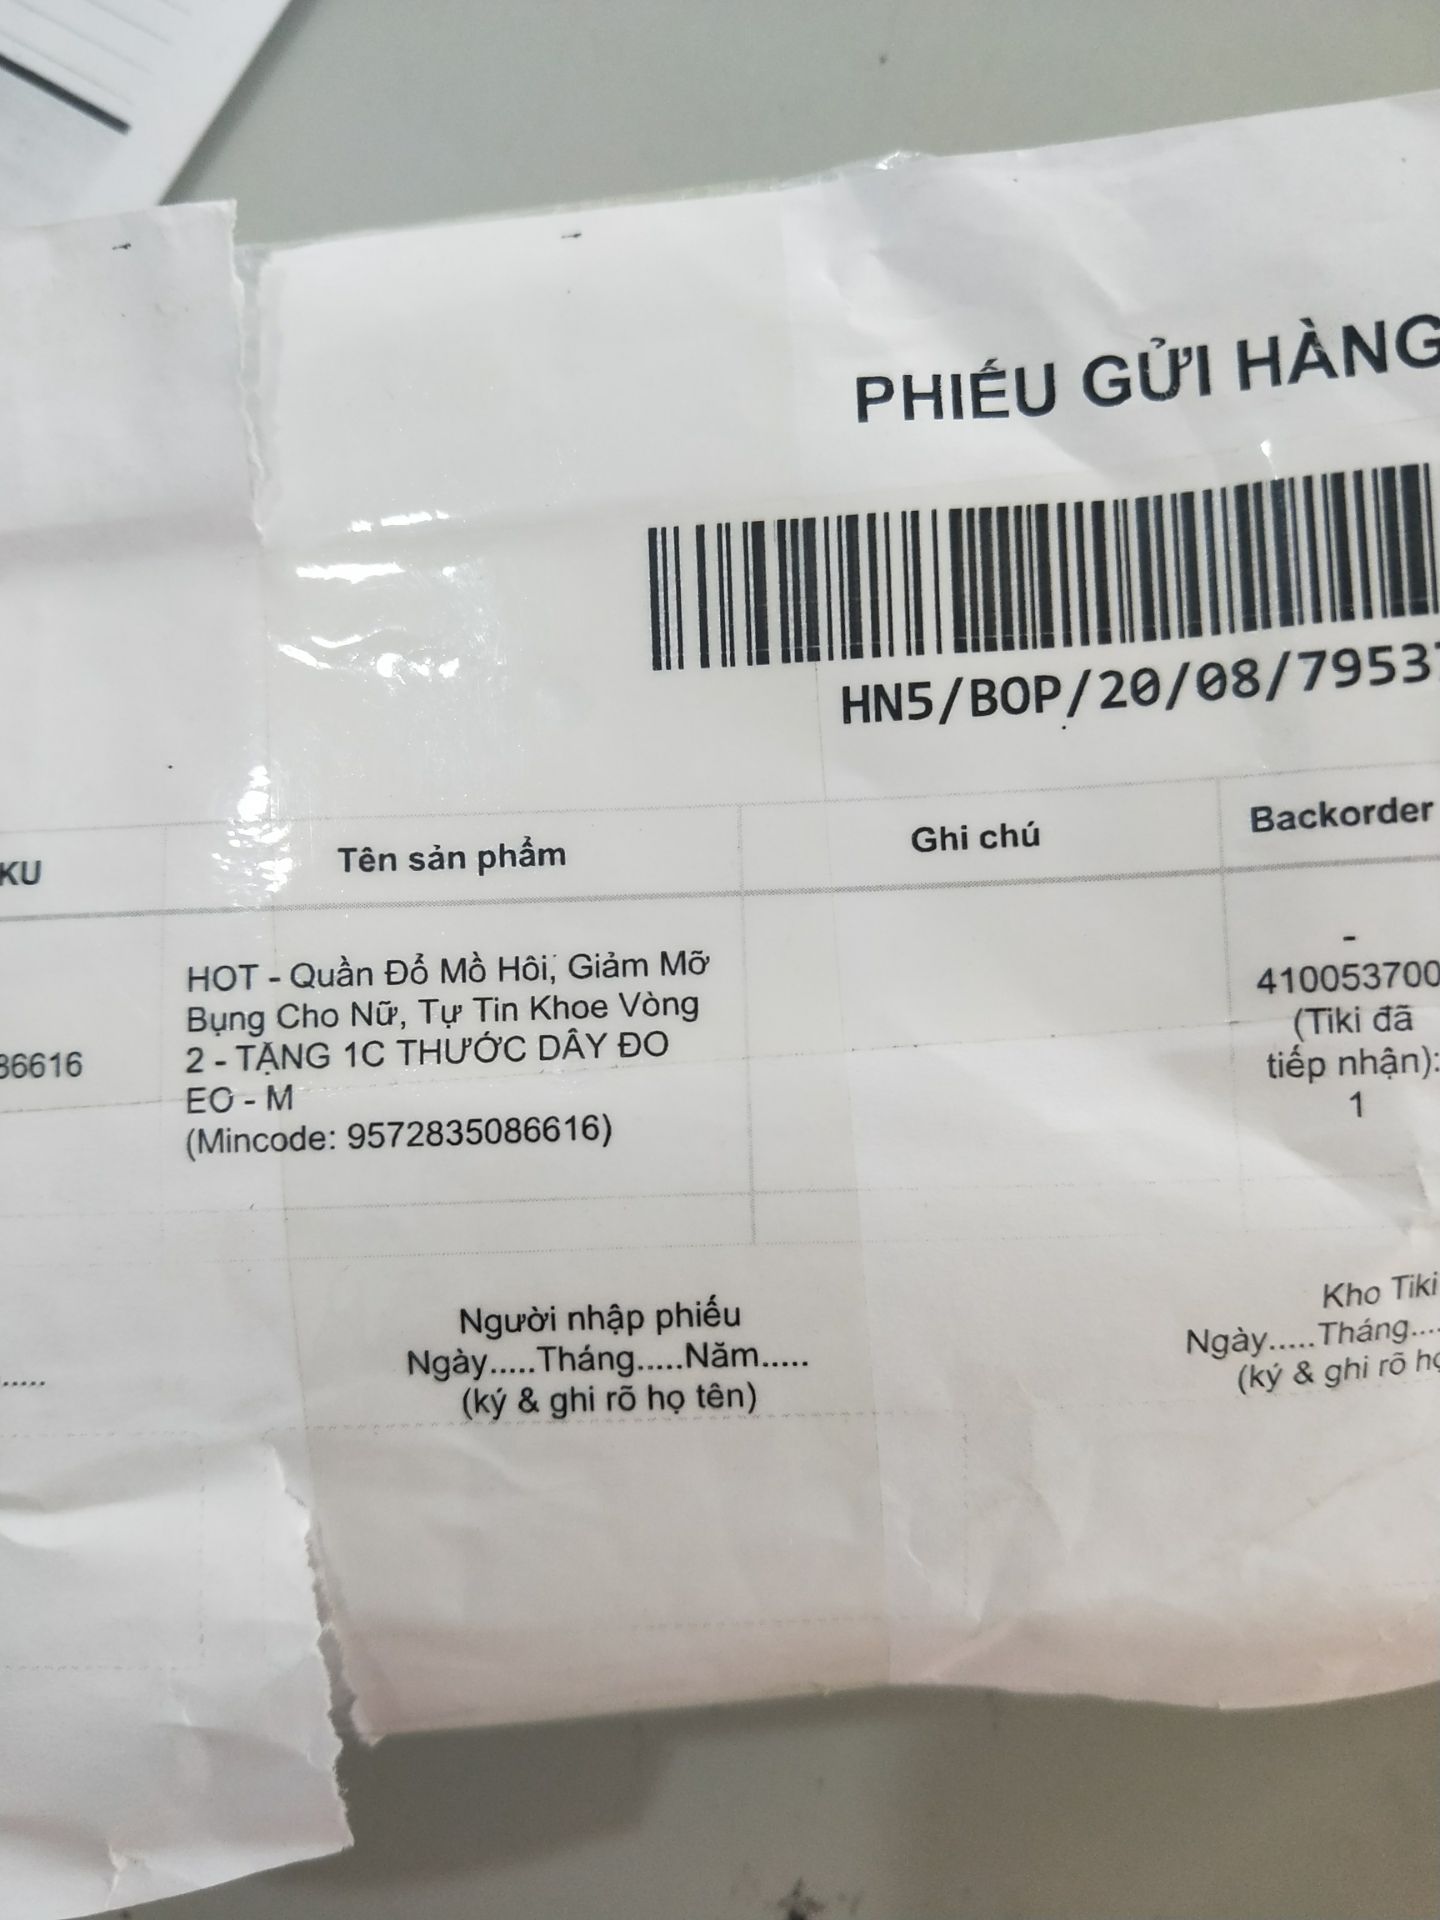 PHIẾU GỬI HÀNG
HN5/BOP/20/08/79537
KU Tên sản phẩm Ghi chú Backorder
HOT - Quần Đổ Mồ Hôi, Giảm Mỡ
Bụng Cho Nữ, Tự Tin Khoe Vòng
2 - TẶNG 1C THƯỚC DÂY ĐO
EO - M
(Mincode: 9572835086616)
86616
-
410053700
(Tiki đã
tiếp nhận):
1
Người nhập phiếu
Ngày.....Tháng.....Năm.....
(ký & ghi rõ họ tên)
.....
Kho Tiki
Ngày.....Tháng....
(ký & ghi rõ họ